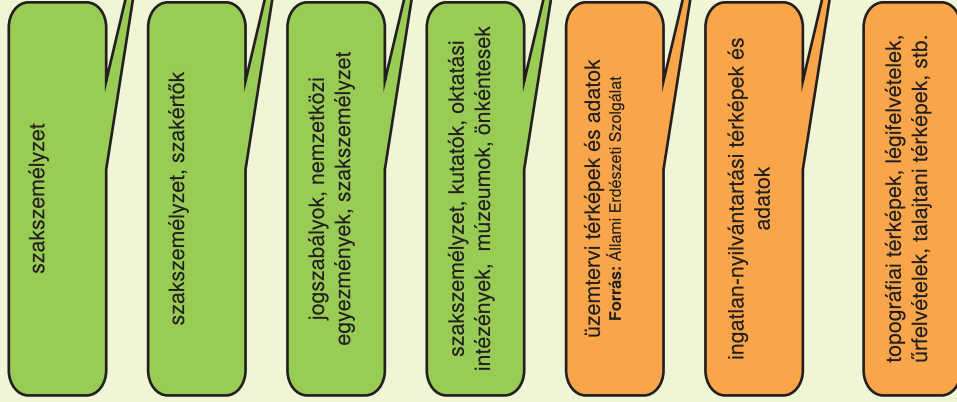 szakszemélyzet
szakszemélyzet, szakértők
jogszabályok, nemzetközi
egyezmények, szakszemélyzet
szakszemélyzet, kutatók, oktatási
intézmények, múzeumok, önkéntesek
üzemtervi térképek és adatok
Forrás: Állami Erdészeti Szolgálat
ingatlan-nyilvántartási térképek és
adatok
topográfiai térképek, légifelvételek,
űrfelvételek, talajtani térképek, stb.